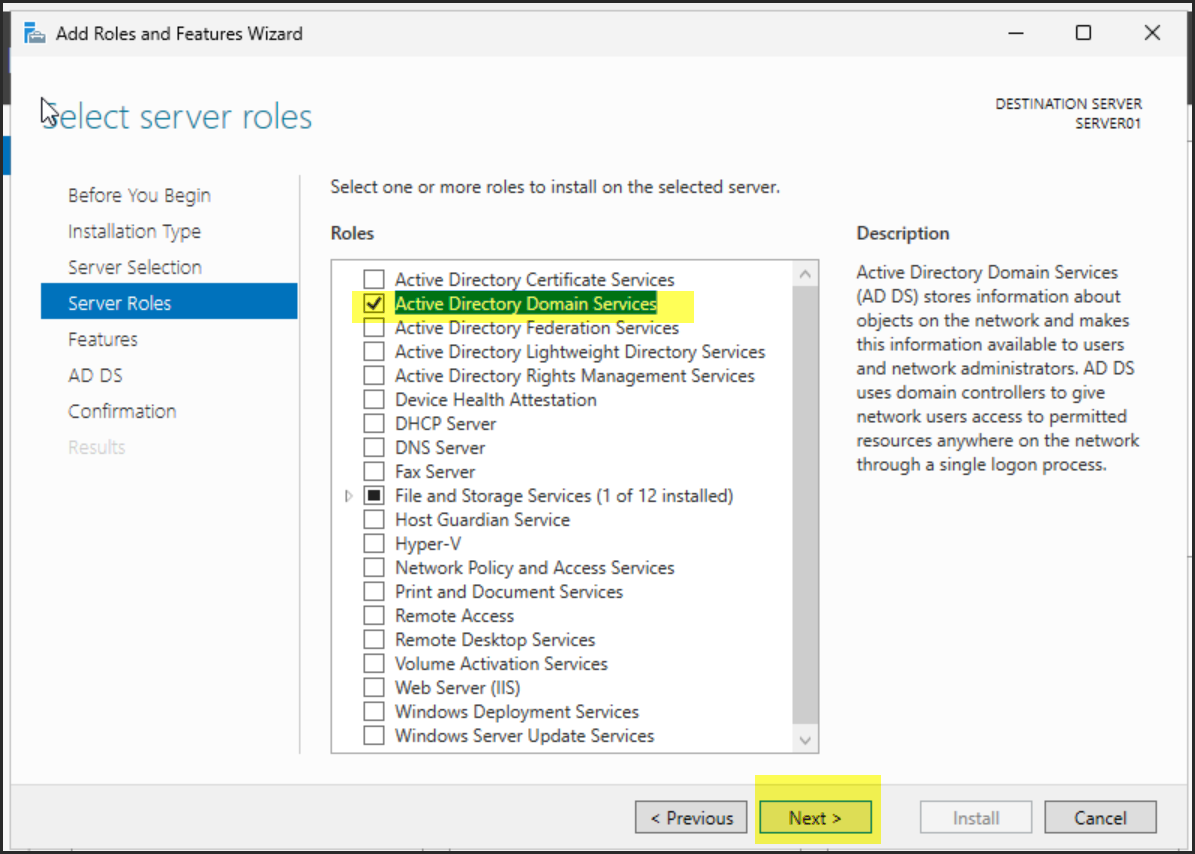 Add Roles and Features Wizard
Select server roles
DESTINATION SERVER
SERVER01
Before You Begin
Installation Type
Server Selection
Server Roles
Features
AD DS
Confirmation
Results
Select one or more roles to install on the selected server.
Roles
Active Directory Certificate Services
Active Directory Domain Services
Active Directory Federation Services
Active Directory Lightweight Directory Services
Active Directory Rights Management Services
Device Health Attestation
DHCP Server
DNS Server
Fax Server
File and Storage Services (1 of 12 installed)
Host Guardian Service
Hyper-V
Network Policy and Access Services
Print and Document Services
Remote Access
Remote Desktop Services
Volume Activation Services
Web Server (IIS)
Windows Deployment Services
Windows Server Update Services
Description
Active Directory Domain Services
(AD DS) stores information about
objects on the network and makes
this information available to users
and network administrators. AD DS
uses domain controllers to give
network users access to permitted
resources anywhere on the network
through a single logon process.
< Previous
Next >
Install
Cancel